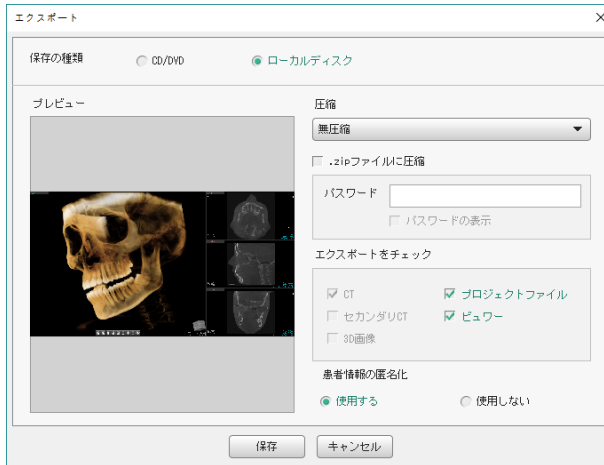 エクスポート
保存の種類
CD/DVD
ローカルディスク
プレビュー
圧縮
無圧縮
.zipファイルに圧縮
パスワード
パスワードの表示
エクスポートをチェック
CT
プロジェクトファイル
セカンダリCT
ビュワー
3D画像
患者情報の匿名化
使用する
使用しない
保存
キャンセル